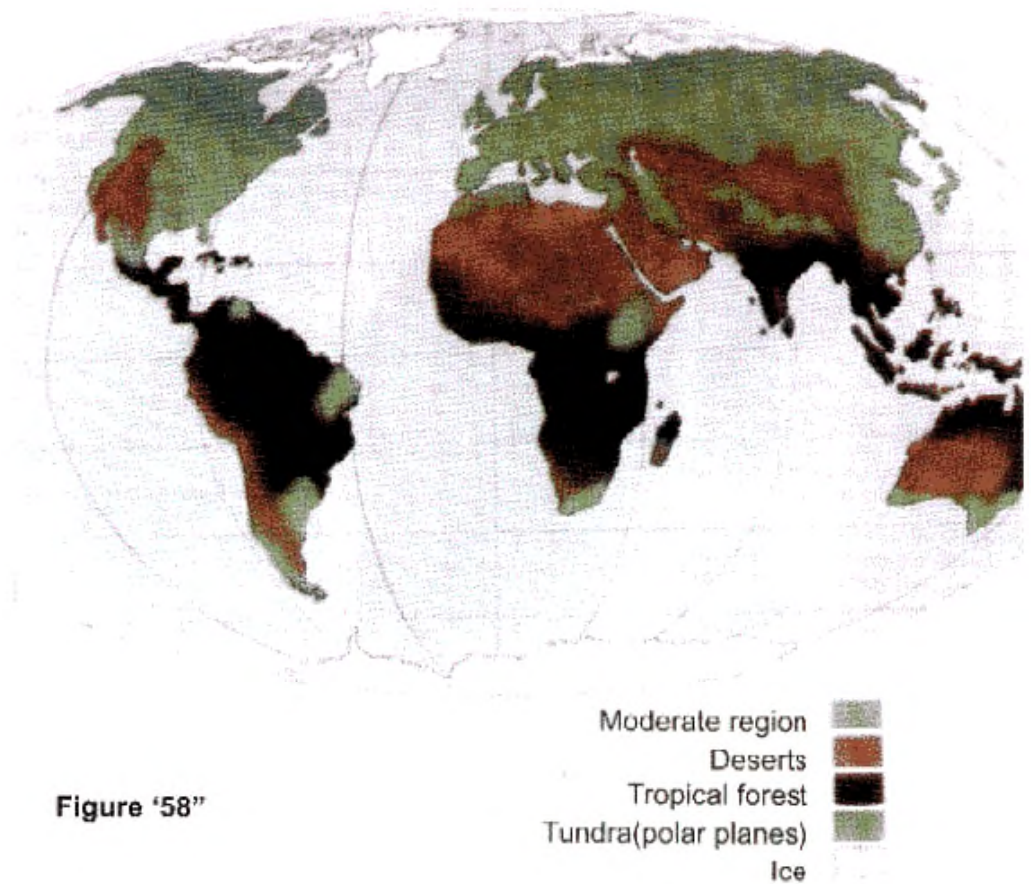 Moderate region
Deserts
Tropical forest
Tundra(polar planes)
Ice
Figure ‘58”